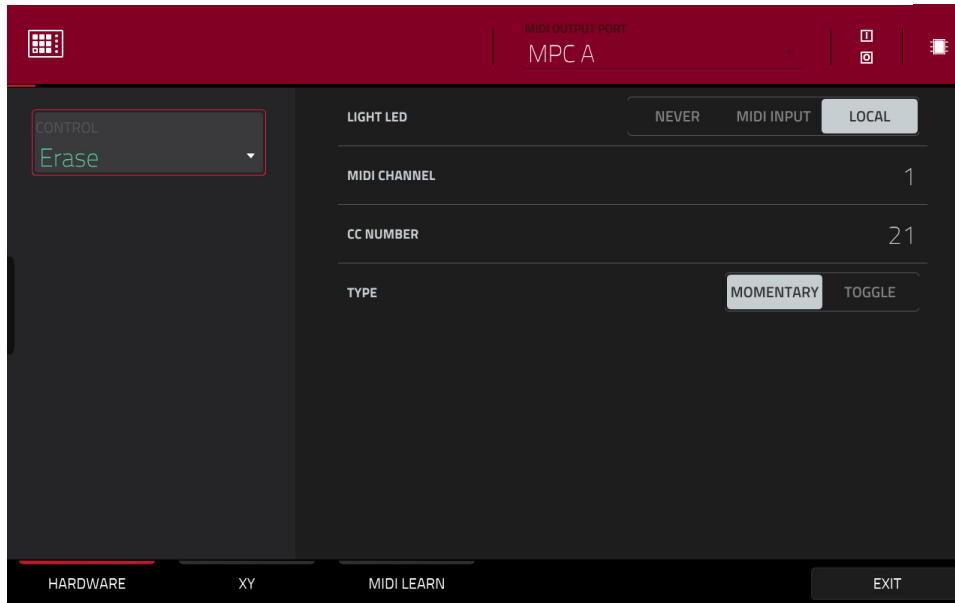 MIDI OUTPUT PORT
MPC A
CONTROL
Erase
LIGHT LED NEVER MIDI INPUT LOCAL
MIDI CHANNEL 1
CC NUMBER 21
TYPE MOMENTARY TOGGLE
HARDWARE XY MIDI LEARN EXIT